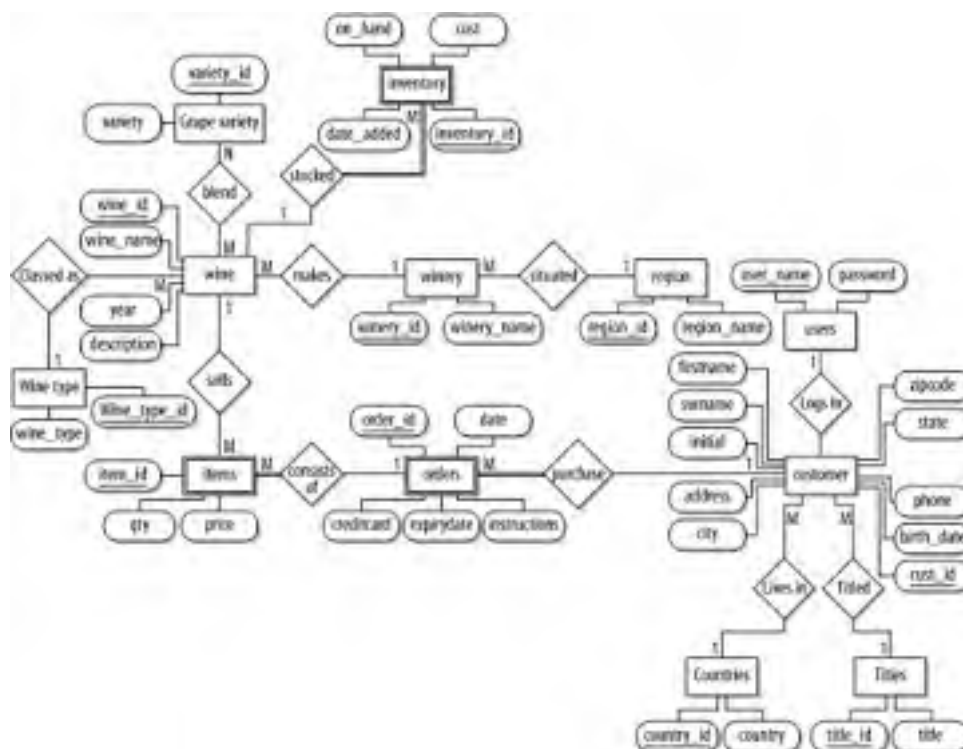 on_hand
cost
inventory
date_added
inventory_id
M
variety_id
variety
Grape variety
N
blend
M
stocked
1
wine_id
wine_name
wine
year
description
M
Classed as
1
Wine type
wine_type
Wine_type_id
M
makes
1
winery
winery_id
winery_name
M
situated
1
region
region_id
region_name
user_name
password
users
1
Logs In
1
sells
M
items
item_id
qty
price
M
consists of
1
orders
order_id
date
creditcard
expirydate
instructions
M
purchase
1
customer
firstname
surname
initial
address
city
zipcode
state
phone
birth_date
cust_id
M
M
Lives in
Titled
1
1
Countries
country_id
country
Titles
title_id
title